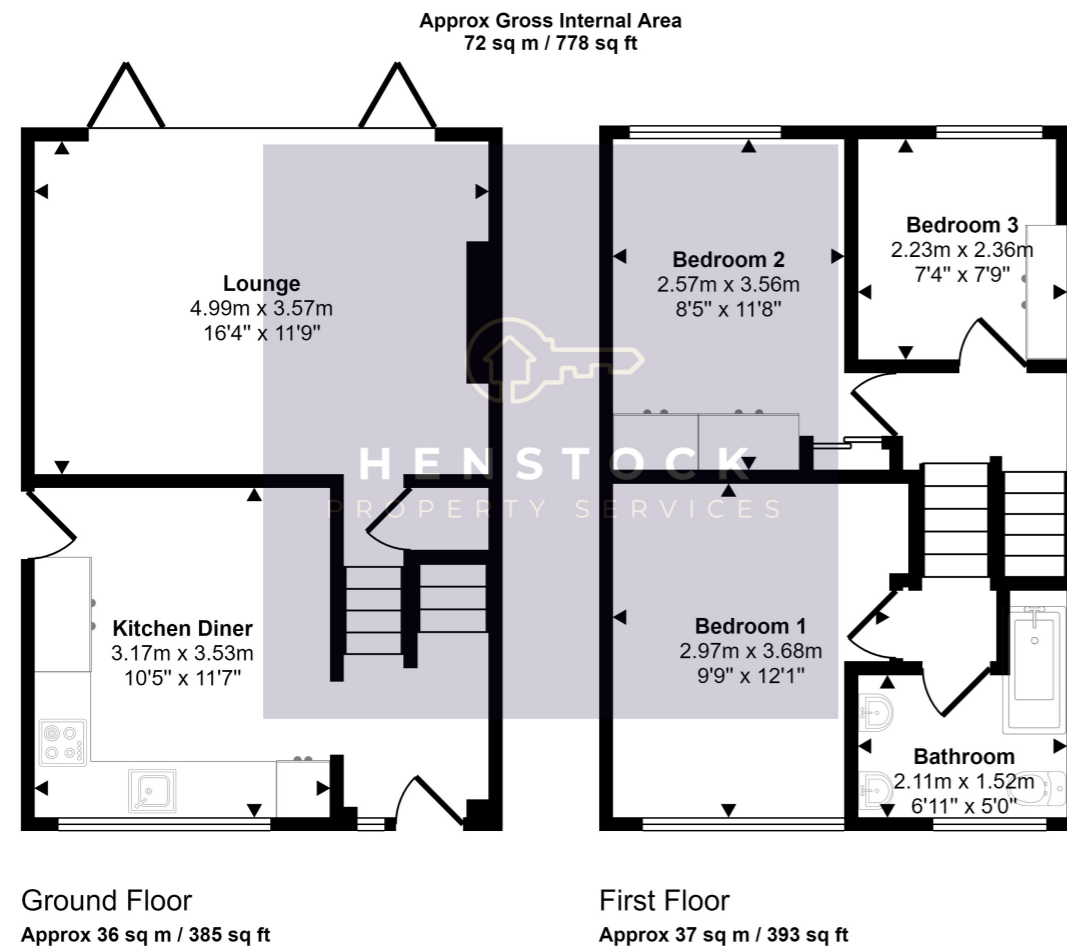 Approx Gross Internal Area
72 sq m / 778 sq ft
Lounge
4.99m x 3.57m
16'4" x 11'9"
Kitchen Diner
3.17m x 3.53m
10'5" x 11'7"
Bedroom 2
2.57m x 3.56m
8'5" x 11'8"
Bedroom 3
2.23m x 2.36m
7'4" x 7'9"
Bedroom 1
2.97m x 3.68m
9'9" x 12'1"
Bathroom
2.11m x 1.52m
6'11" x 5'0"
HENSTOCK
PROPERTY SERVICES
Ground Floor
Approx 36 sq m / 385 sq ft
First Floor
Approx 37 sq m / 393 sq ft